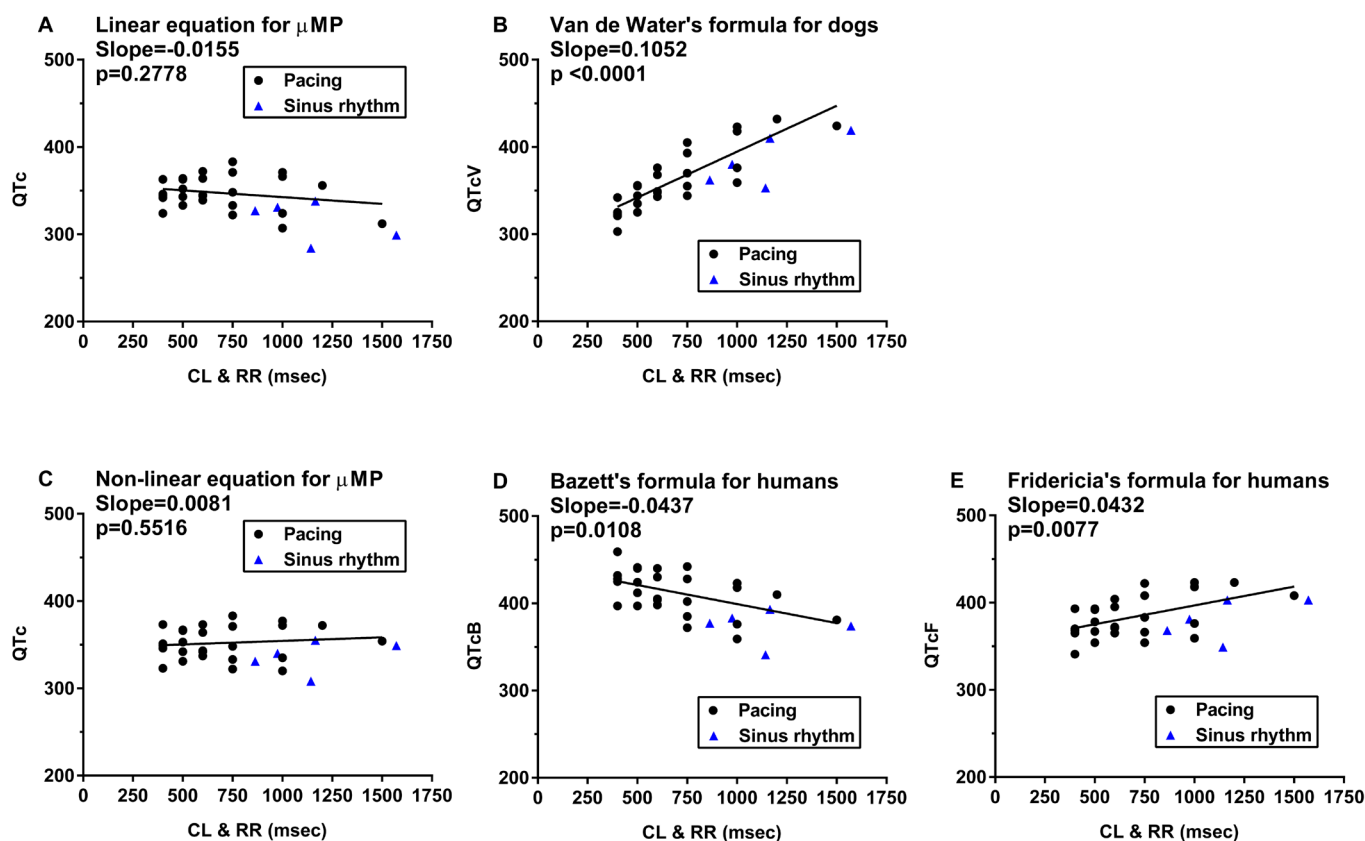 A Linear equation for μMP
Slope=-0.0155
p=0.2778
Pacing
Sinus rhythm
500
400
300
200
QTc
0 250 500 750 1000 1250 1500 1750
CL & RR (msec)
B Van de Water's formula for dogs
Slope=0.1052
p <0.0001
500
400
300
200
QTcV
Pacing
Sinus rhythm
0 250 500 750 1000 1250 1500 1750
CL & RR (msec)
C Non-linear equation for μMP
Slope=0.0081
p=0.5516
Pacing
Sinus rhythm
500
400
300
200
QTc
0 250 500 750 1000 1250 1500 1750
CL & RR (msec)
D Bazett's formula for humans
Slope=-0.0437
p=0.0108
500
400
300
200
QTcB
Pacing
Sinus rhythm
0 250 500 750 1000 1250 1500 1750
CL & RR (msec)
E Fridericia's formula for humans
Slope=0.0432
p=0.0077
500
400
300
200
QTcF
Pacing
Sinus rhythm
0 250 500 750 1000 1250 1500 1750
CL & RR (msec)